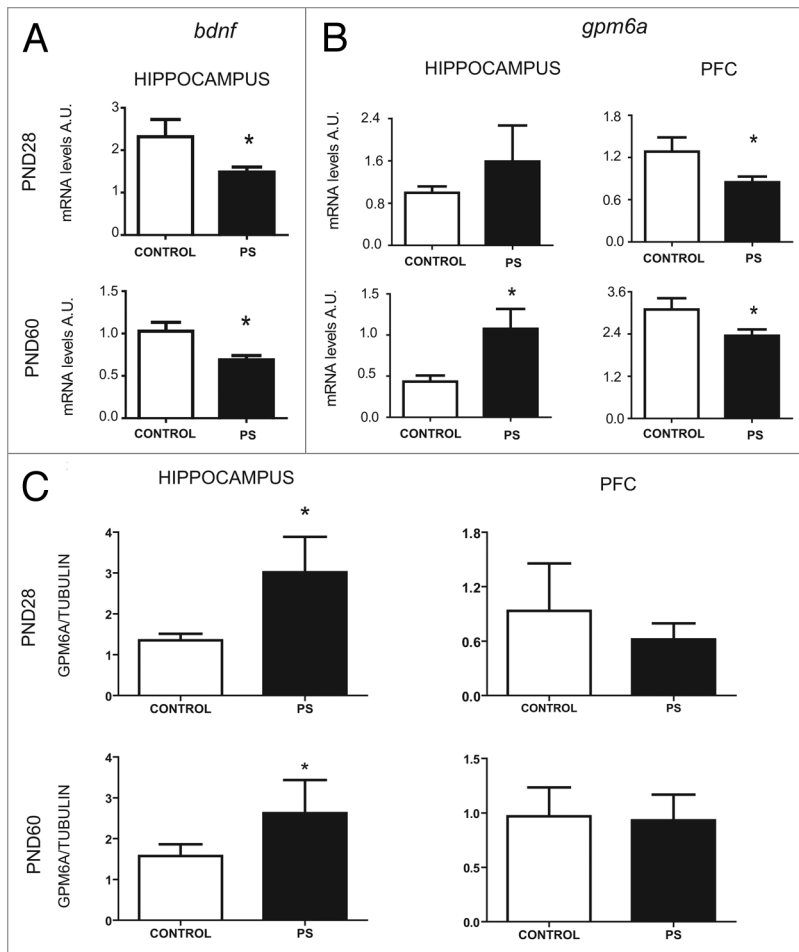 A
bdnf
HIPPOCAMPUS
PND28
mRNA levels A.U.
3
2
1
0
*
CONTROL PS
PND60
mRNA levels A.U.
1.5
1.0
0.5
0.0
*
CONTROL PS
B
gpm6a
HIPPOCAMPUS
PFC
mRNA levels A.U.
2.4
1.6
0.8
0.0
CONTROL PS
1.8
1.2
0.6
0.0
*
CONTROL PS
mRNA levels A.U.
1.5
1.0
0.5
0.0
*
CONTROL PS
3.6
2.4
1.2
0.0
*
CONTROL PS
C
HIPPOCAMPUS
PFC
PND28
GPM6A/TUBULIN
4
3
2
1
0
*
CONTROL PS
1.8
1.2
0.6
0.0
CONTROL PS
PND60
GPM6A/TUBULIN
4
3
2
1
0
*
CONTROL PS
1.5
1.0
0.5
0.0
CONTROL PS